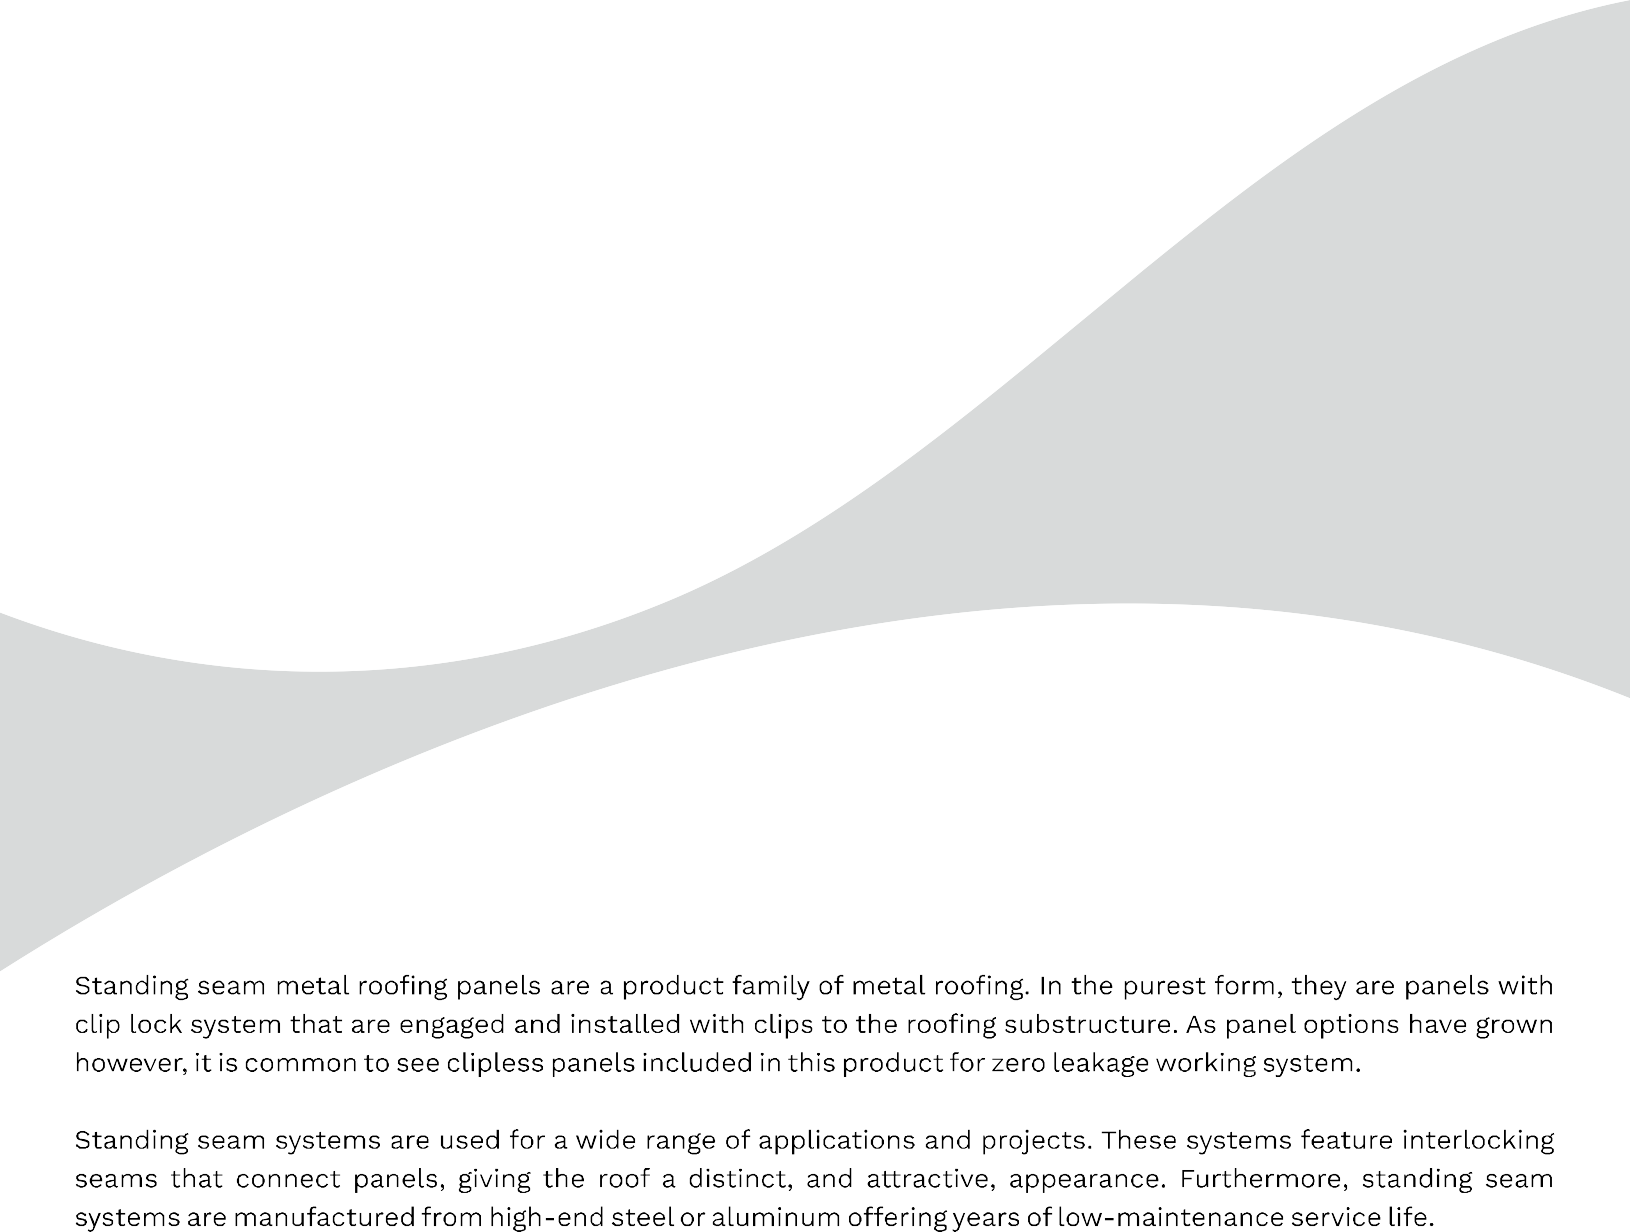 Standing seam metal roofing panels are a product family of metal roofing. In the purest form, they are panels with
clip lock system that are engaged and installed with clips to the roofing substructure. As panel options have grown
however, it is common to see clipless panels included in this product for zero leakage working system.
Standing seam systems are used for a wide range of applications and projects. These systems feature interlocking
seams that connect panels, giving the roof a distinct, and attractive, appearance. Furthermore, standing seam
systems are manufactured from high-end steel or aluminum offering years of low-maintenance service life.